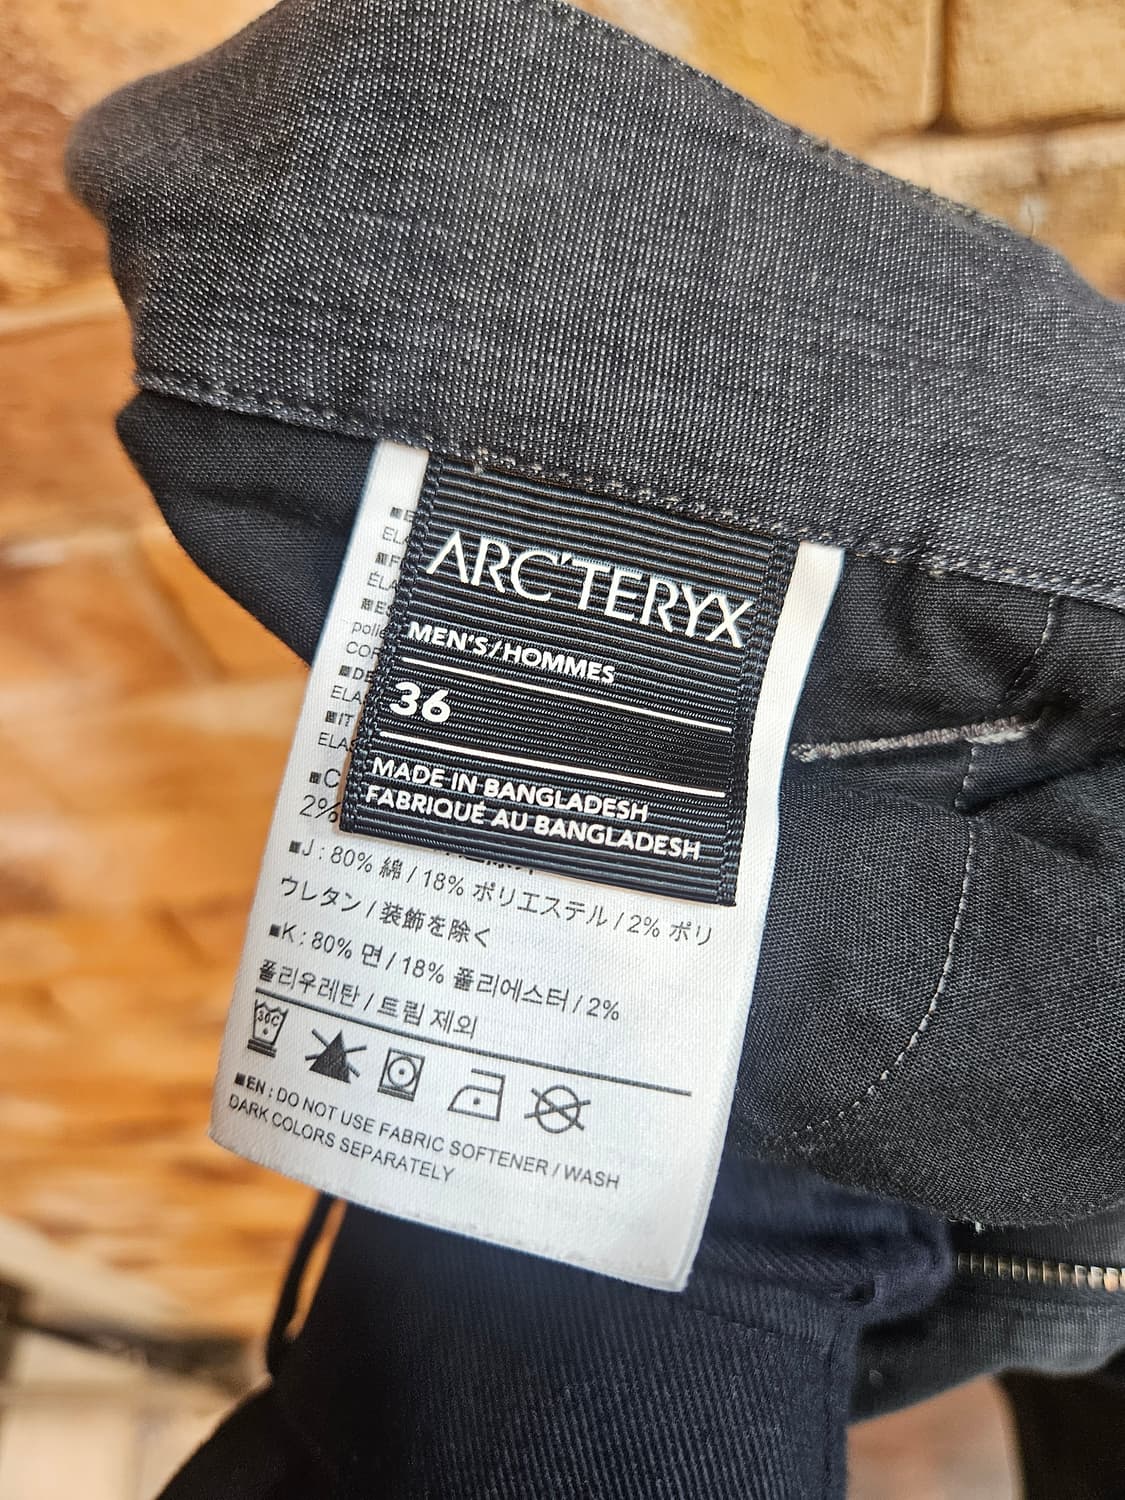 ARC'TERYX
MEN'S/HOMMES
36
MADE IN BANGLADESH
FABRIQUÉ AU BANGLADESH
2%
■J : 80% 綿 / 18% ポリエステル / 2% ポリ
ウレタン / 装飾を除く
■K : 80% 면 / 18% 폴리에스터 / 2%
폴리우레탄 / 트림 제외
30C
■EN : DO NOT USE FABRIC SOFTENER / WASH
DARK COLORS SEPARATELY